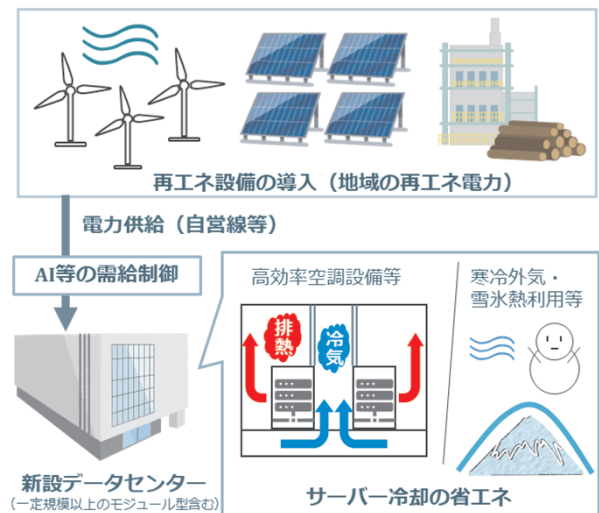 再エネ設備の導入（地域の再エネ電力）
電力供給（自営線等）
AI等の需給制御
新設データセンター
（一定規模以上のモジュール型含む）
高効率空調設備等
排熱
冷気
寒冷外気・
雪氷熱利用等
サーバー冷却の省エネ